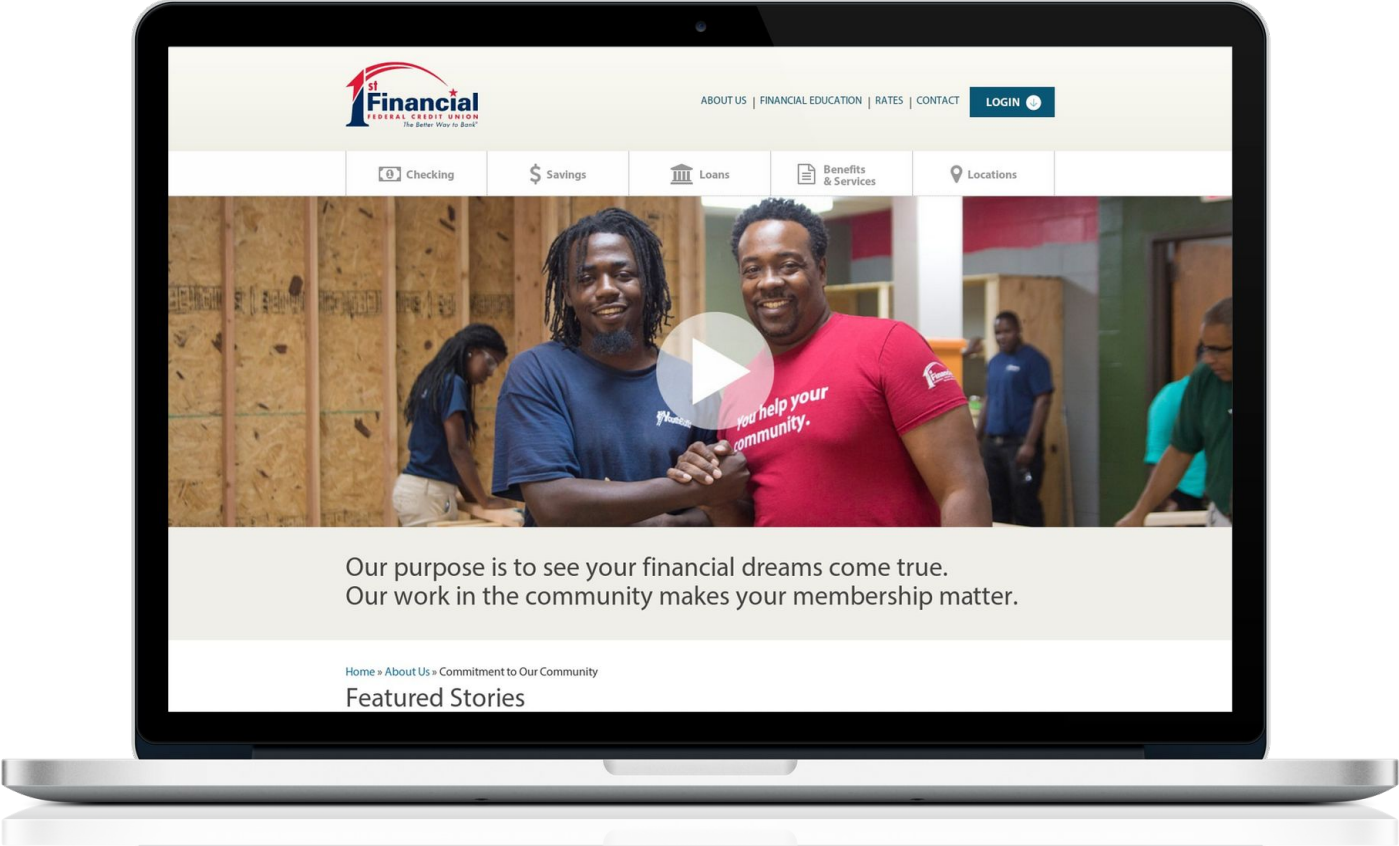 1st
Financial
FEDERAL CREDIT UNION
The Better Way to Bank®
ABOUT US | FINANCIAL EDUCATION | RATES | CONTACT
LOGIN
Checking
$ Savings
Loans
Benefits
& Services
Locations
You help your
community.
1st Financial
Our purpose is to see your financial dreams come true.
Our work in the community makes your membership matter.
Home » About Us » Commitment to Our Community
Featured Stories